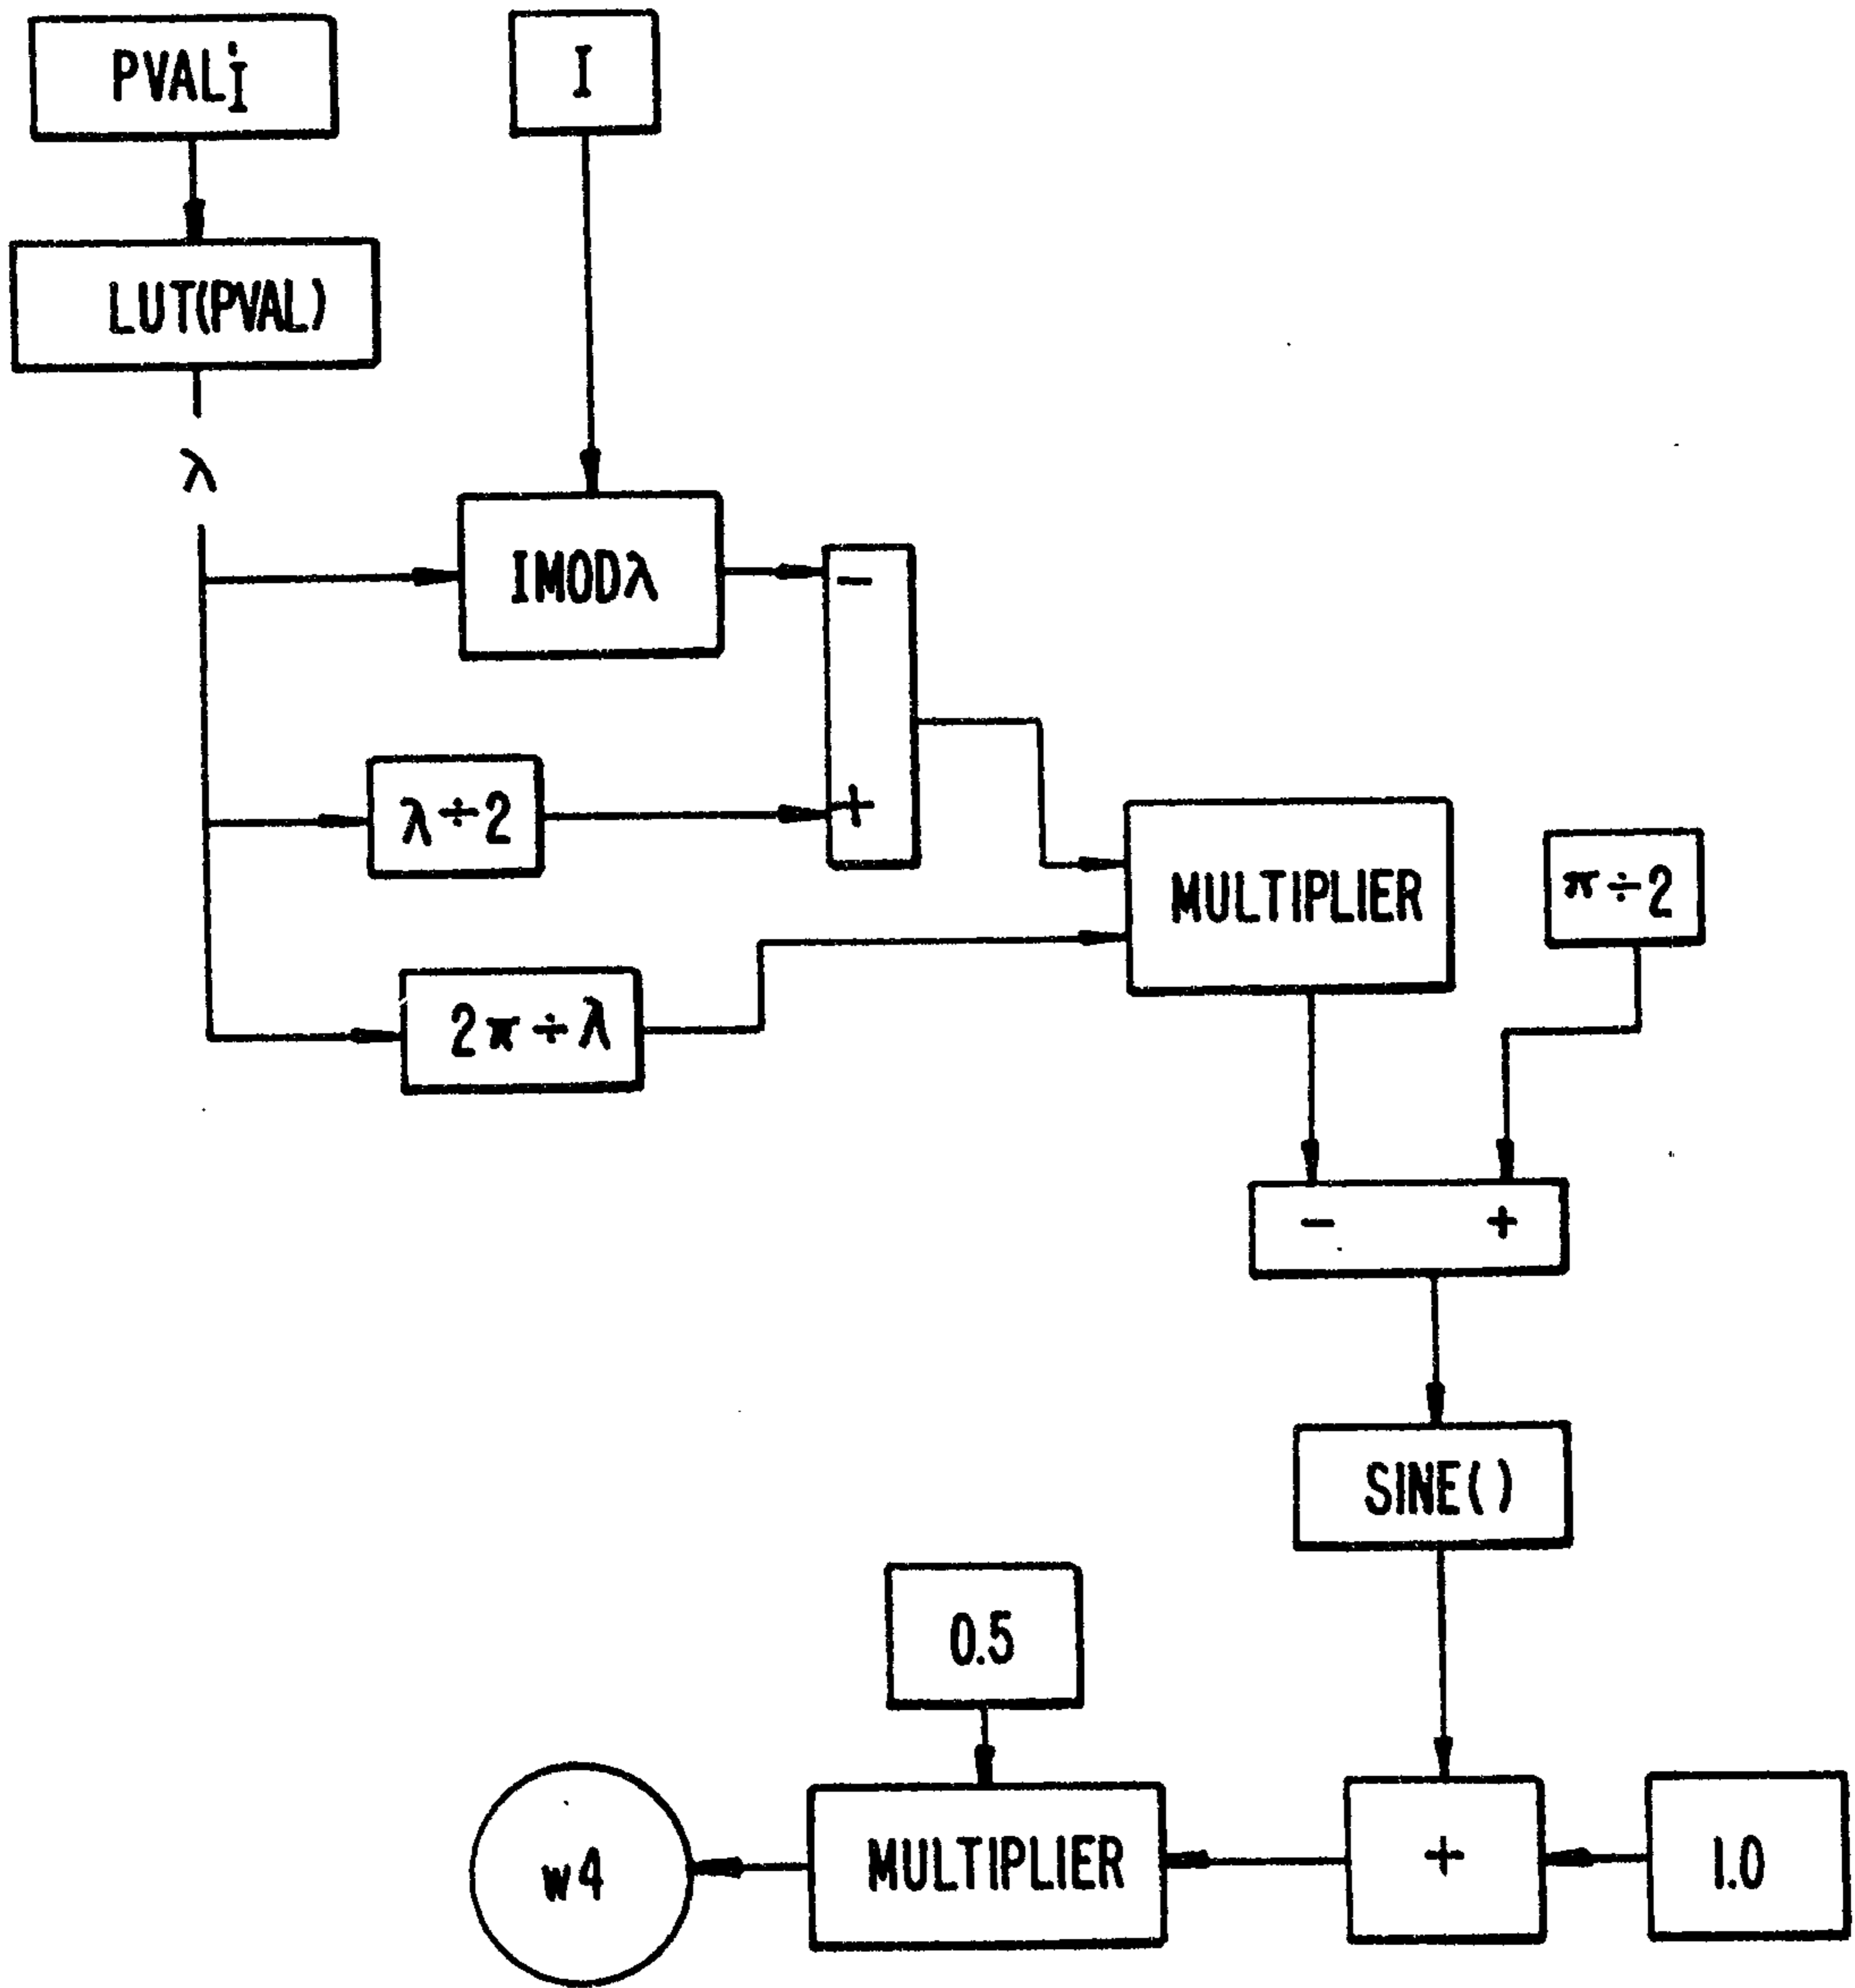 PVALi
I
I
LUT(PVAL)
λ
IMODλ
-
λ÷2
+
MULTIPLIER
π÷2
2π÷λ
- +
SINE()
0.5
w4
MULTIPLIER
+
1.0